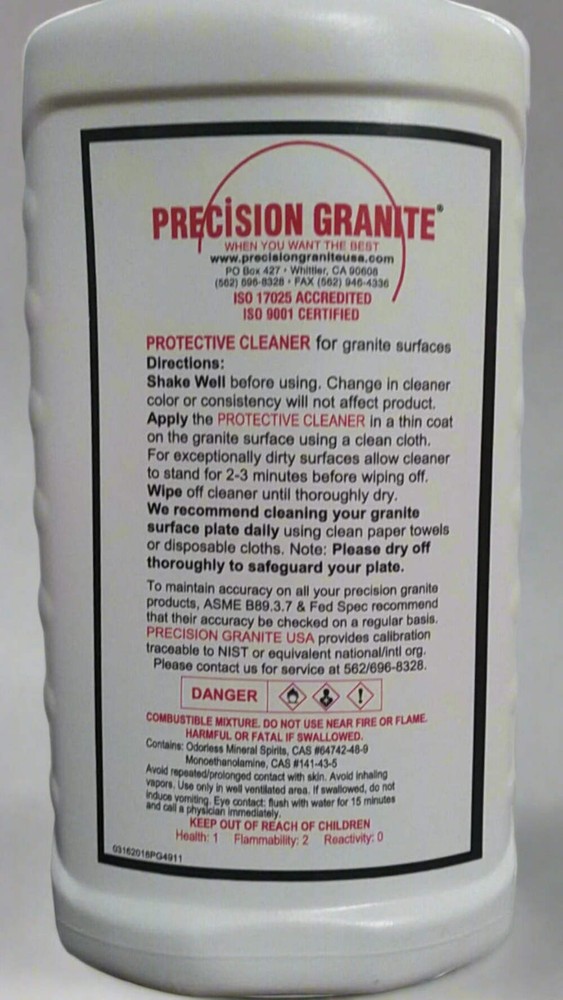 PRECİSION GRANITE®
WHEN YOU WANT THE BEST
www.precisiongraniteusa.com
PO Box 427 • Whittier, CA 90608
(562) 696-8328 • FAX (562) 946-4336
ISO 17025 ACCREDITED
ISO 9001 CERTIFIED
PROTECTIVE CLEANER for granite surfaces
Directions:
Shake Well before using. Change in cleaner
color or consistency will not affect product.
Apply the PROTECTIVE CLEANER in a thin coat
on the granite surface using a clean cloth.
For exceptionally dirty surfaces allow cleaner
to stand for 2-3 minutes before wiping off.
Wipe off cleaner until thoroughly dry.
We recommend cleaning your granite
surface plate daily using clean paper towels
or disposable cloths. Note: Please dry off
thoroughly to safeguard your plate.
To maintain accuracy on all your precision granite
products, ASME B89.3.7 & Fed Spec recommend
that their accuracy be checked on a regular basis.
PRECISION GRANITE USA provides calibration
traceable to NIST or equivalent national/intl org.
Please contact us for service at 562/696-8328.
DANGER
COMBUSTIBLE MIXTURE. DO NOT USE NEAR FIRE OR FLAME.
HARMFUL OR FATAL IF SWALLOWED.
Contains: Odorless Mineral Spirits, CAS #64742-48-9
Monoethanolamine, CAS #141-43-5
Avoid repeated/prolonged contact with skin. Avoid inhaling
vapors. Use only in well ventilated area. If swallowed, do not
induce vomiting. Eye contact: flush with water for 15 minutes
and call a physician immediately.
KEEP OUT OF REACH OF CHILDREN
Health: 1 Flammability: 2 Reactivity: 0
03162016PG4911